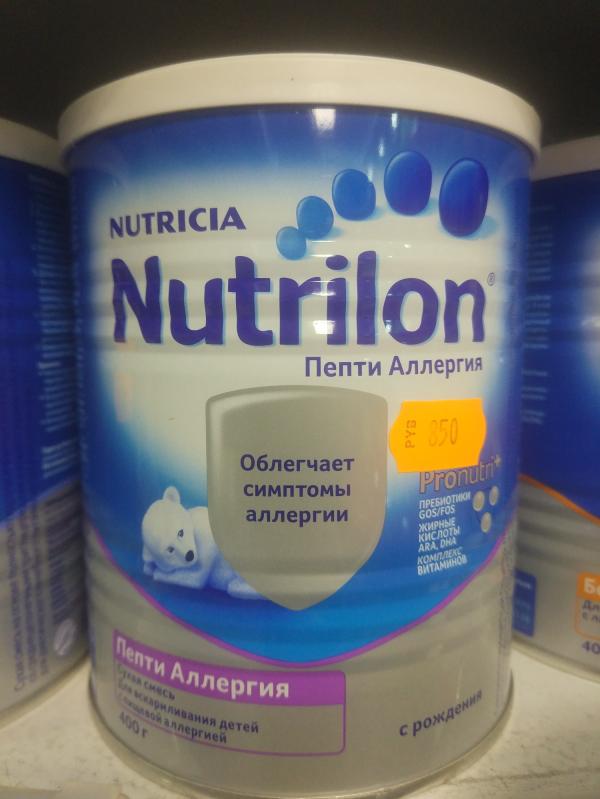 NUTRICIA
Nutrilon®
Пепти Аллергия
РУБ 850
Облегчает
симптомы
аллергии
Pronutri+
ПРЕБИОТИКИ
GOS/FOS
ЖИРНЫЕ
КИСЛОТЫ
ARA, DHA
КОМПЛЕКС
ВИТАМИНОВ
Пепти Аллергия
Сухая смесь
Для вскармливания детей
с пищевой аллергией
400 г
с рождения